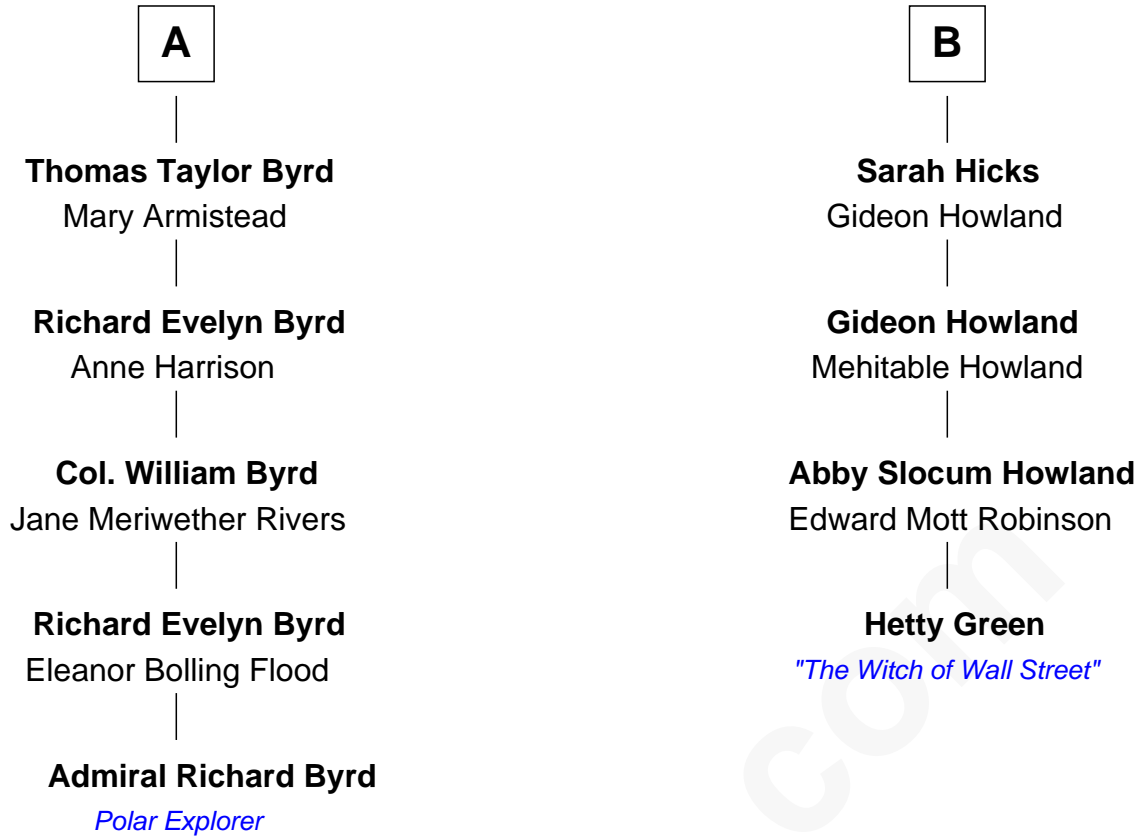 A
Thomas Taylor Byrd
Mary Armistead
Richard Evelyn Byrd
Anne Harrison
Col. William Byrd
Jane Meriwether Rivers
Richard Evelyn Byrd
Eleanor Bolling Flood
Admiral Richard Byrd
Polar Explorer
B
Sarah Hicks
Gideon Howland
Gideon Howland
Mehitable Howland
Abby Slocum Howland
Edward Mott Robinson
Hetty Green
"The Witch of Wall Street"
com